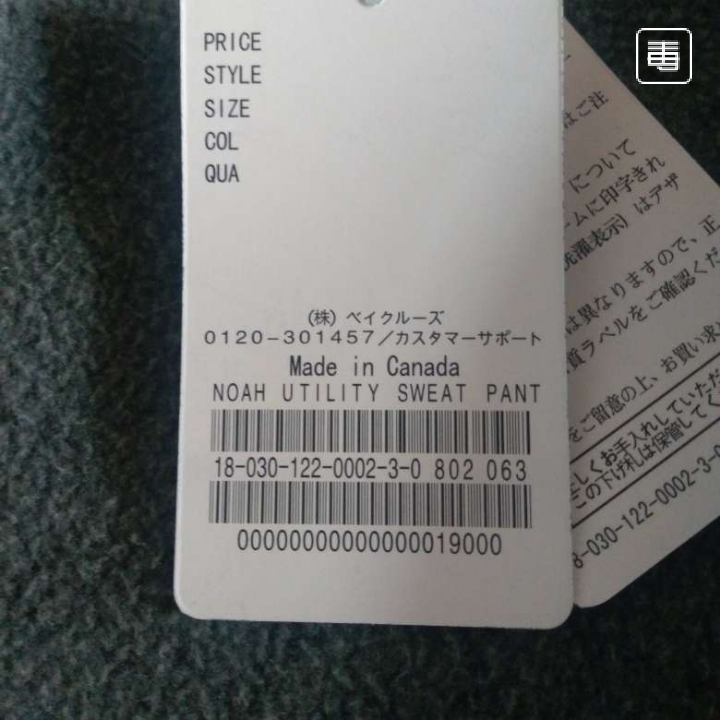 PRICE
STYLE
SIZE
COL
QUA
(株) ベイクルーズ
0120-301457/カスタマーサポート
Made in Canada
NOAH UTILITY SWEAT PANT
18-030-122-0002-3-0 802 063
00000000000000019000
はご注
について
ームに印字され
洗濯表示) はデザ
は異なりますので、正
質ラベルをご確認くだ
をご留意の上、お買い求
しくお手入れしていただ
この下げ札は保管してく
8-030-122-0002-3-0